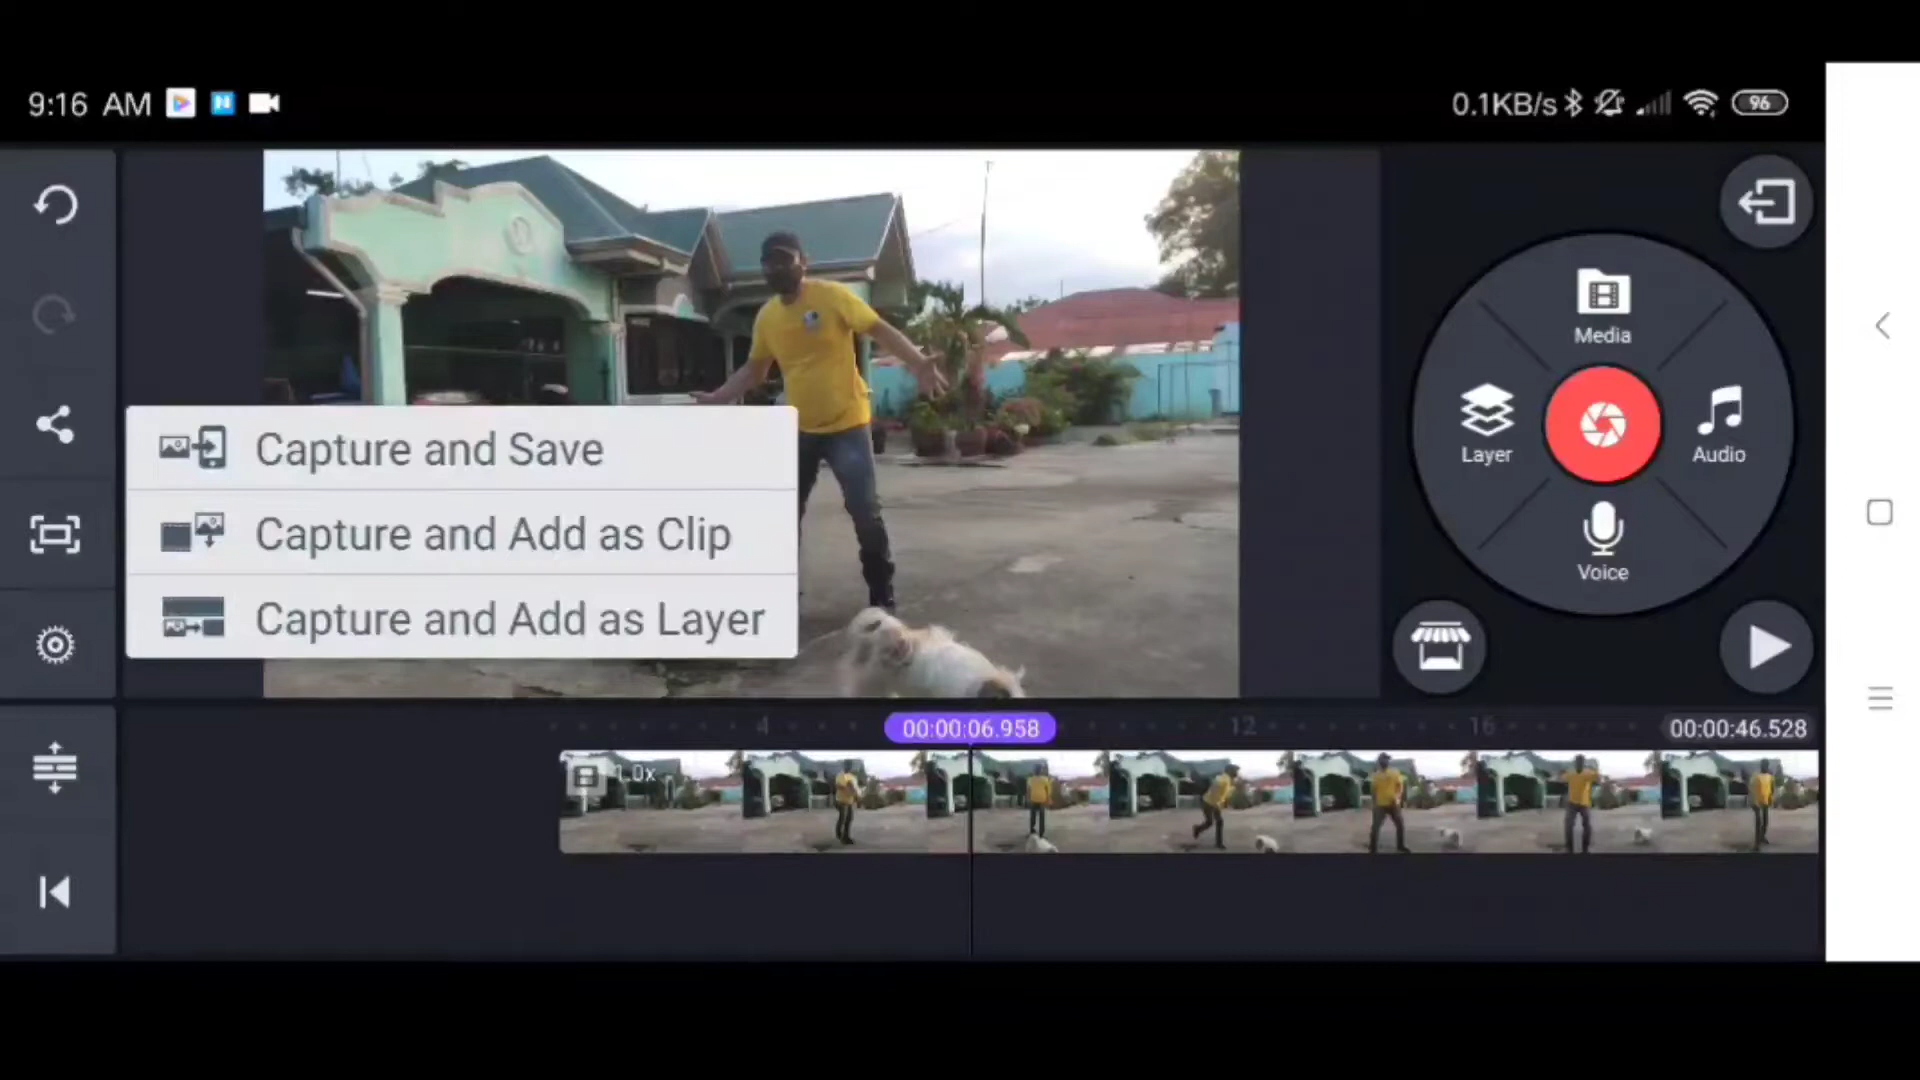 9:16 AM
0.1KB/s
96
Media
Layer
Audio
Voice
Capture and Save
Capture and Add as Clip
Capture and Add as Layer
4
00:00:06.958
12
16
00:00:46.528
1.0x